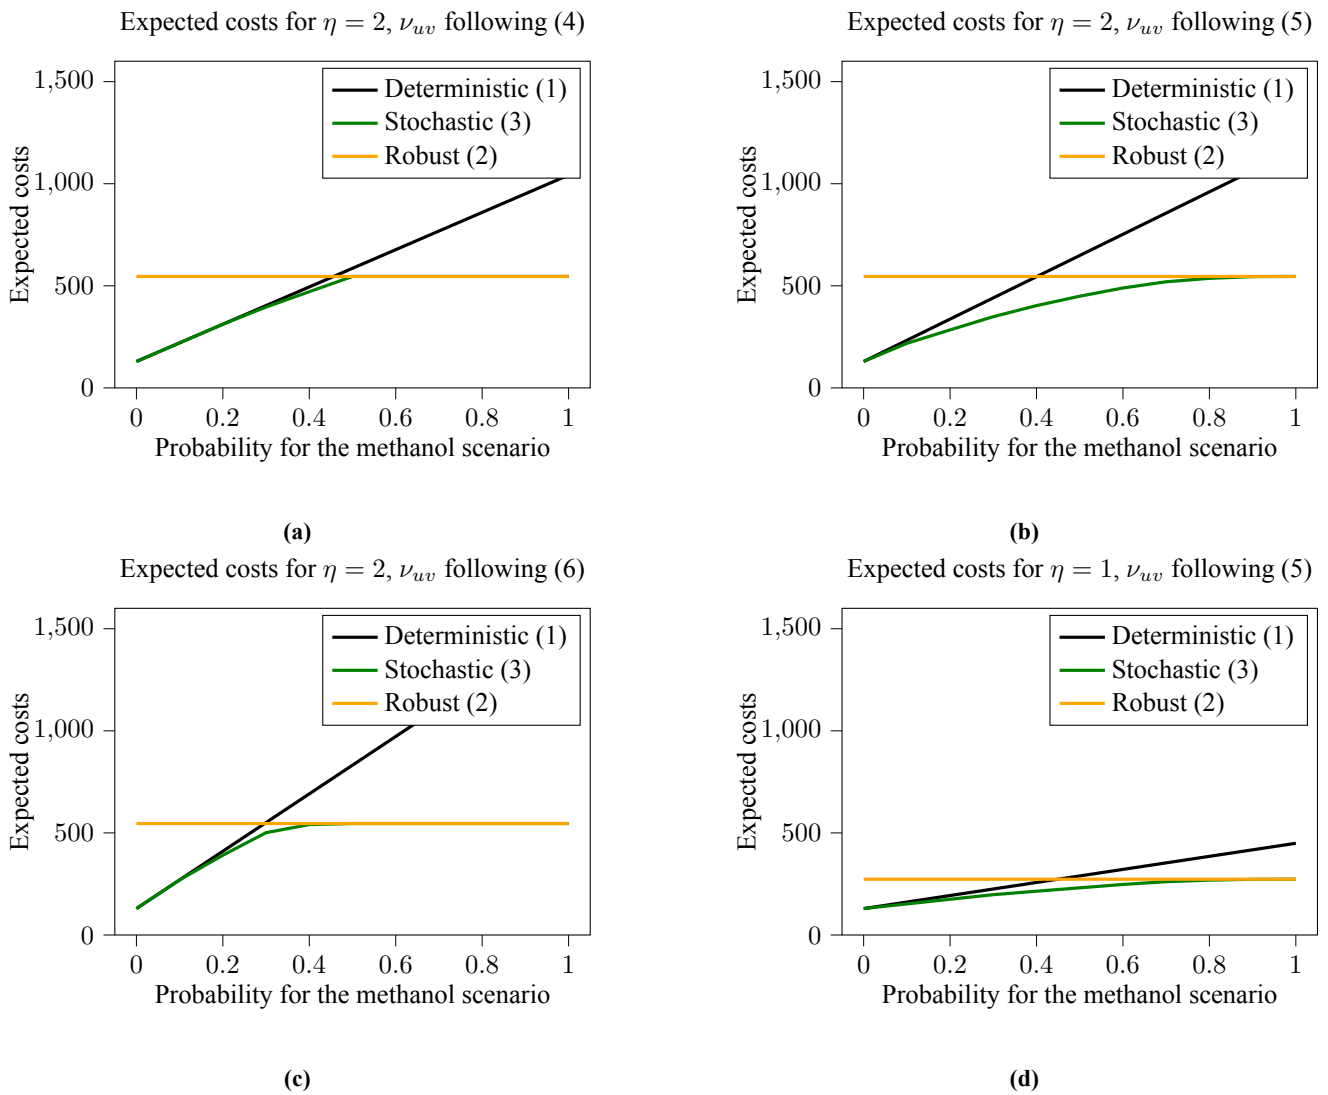 Expected costs for η = 2, ν_uv following (4)
1,500
1,000
500
0
Expected costs
Deterministic (1)
Stochastic (3)
Robust (2)
0 0.2 0.4 0.6 0.8 1
Probability for the methanol scenario
(a)
Expected costs for η = 2, ν_uv following (5)
1,500
1,000
500
0
Expected costs
Deterministic (1)
Stochastic (3)
Robust (2)
0 0.2 0.4 0.6 0.8 1
Probability for the methanol scenario
(b)
Expected costs for η = 2, ν_uv following (6)
1,500
1,000
500
0
Expected costs
Deterministic (1)
Stochastic (3)
Robust (2)
0 0.2 0.4 0.6 0.8 1
Probability for the methanol scenario
(c)
Expected costs for η = 1, ν_uv following (5)
1,500
1,000
500
0
Expected costs
Deterministic (1)
Stochastic (3)
Robust (2)
0 0.2 0.4 0.6 0.8 1
Probability for the methanol scenario
(d)